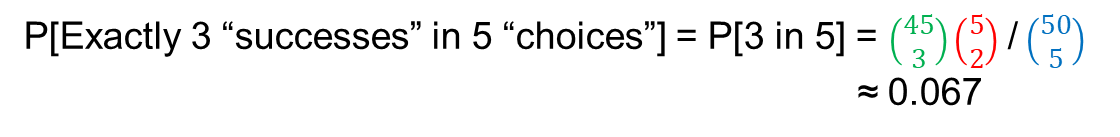 P[Exactly 3 “successes” in 5 “choices”] = P[3 in 5] = (45 3)(5 2) / (50 5)
≈ 0.067